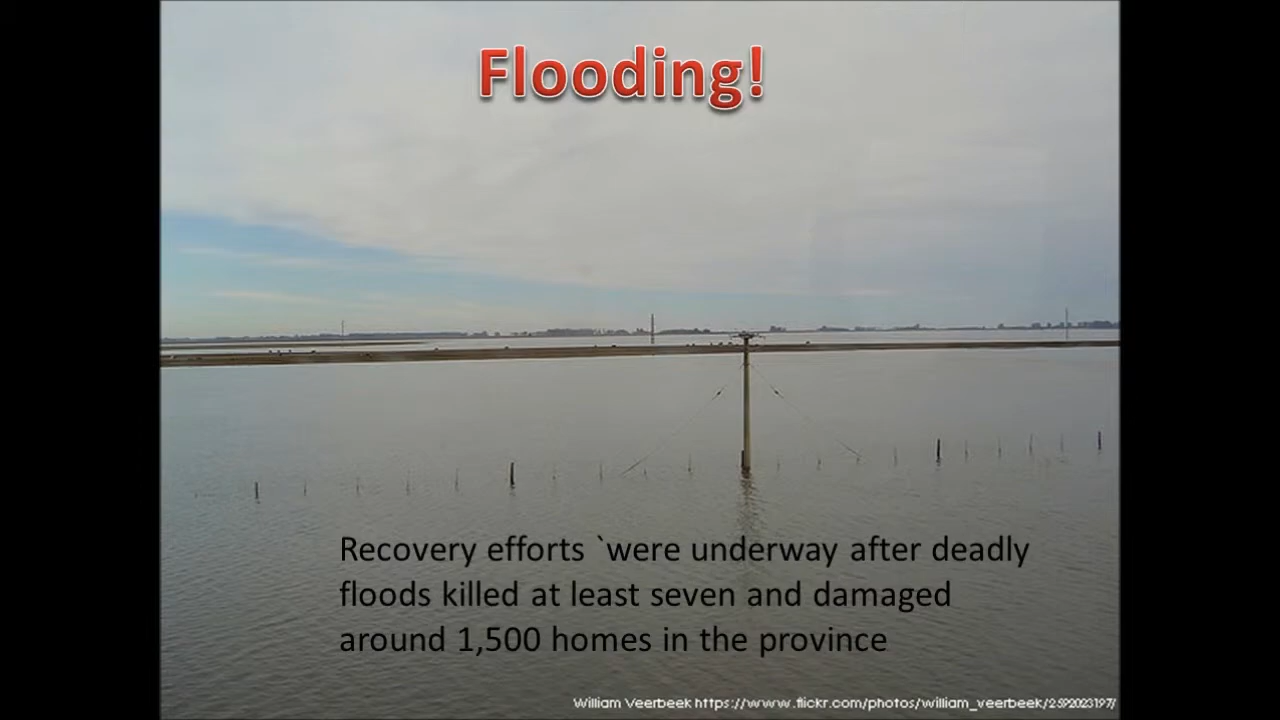 Flooding!
Recovery efforts `were underway after deadly
floods killed at least seven and damaged
around 1,500 homes in the province
William Veerbeek https://www.flickr.com/photos/william_veerbeek/2592023197/